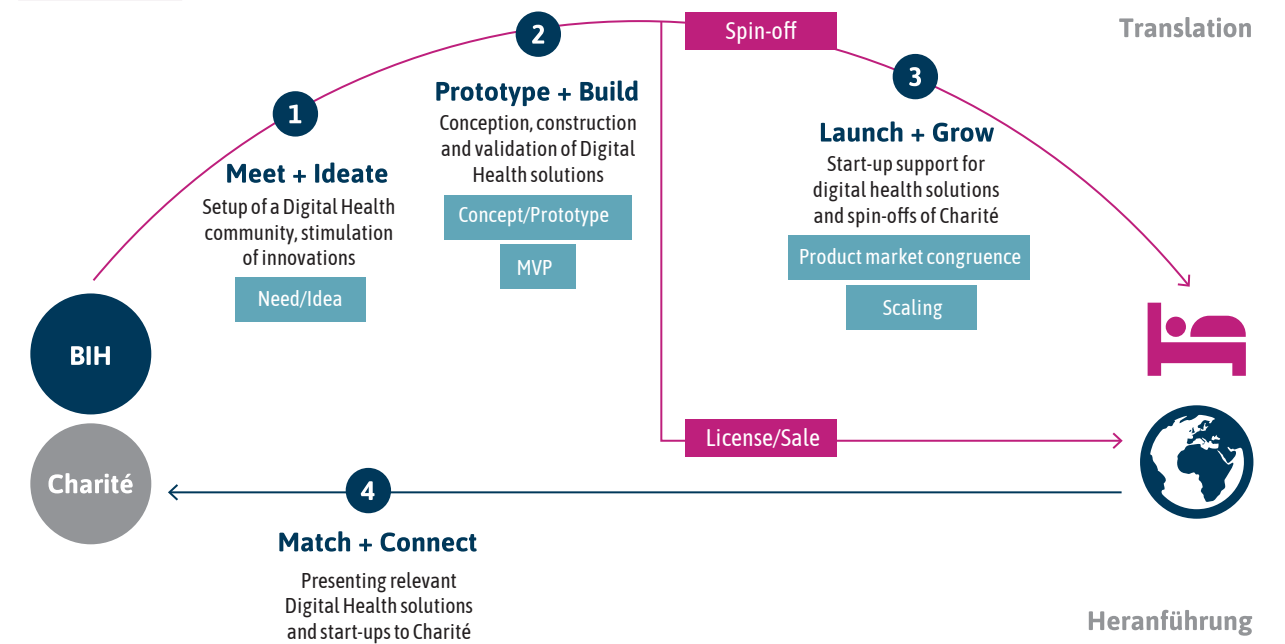 Translation
1
Meet + Ideate
Setup of a Digital Health
community, stimulation
of innovations
Need/Idea
2
Prototype + Build
Conception, construction
and validation of Digital
Health solutions
Concept/Prototype
MVP
Spin-off
3
Launch + Grow
Start-up support for
digital health solutions
and spin-offs of Charité
Product market congruence
Scaling
BIH
Charité
License/Sale
4
Match + Connect
Presenting relevant
Digital Health solutions
and start-ups to Charité
Heranführung